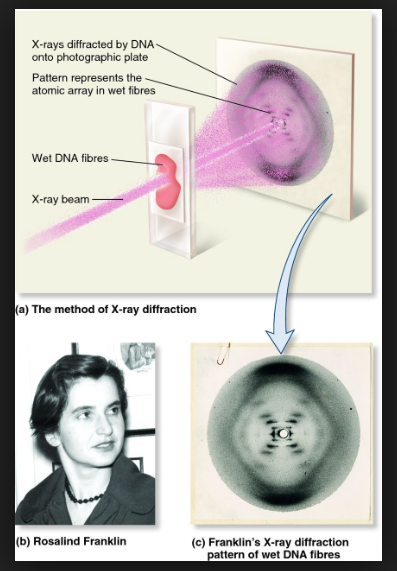 X-rays diffracted by DNA
onto photographic plate
Pattern represents the
atomic array in wet fibres
Wet DNA fibres
X-ray beam
(a) The method of X-ray diffraction
(b) Rosalind Franklin
(c) Franklin's X-ray diffraction
pattern of wet DNA fibres